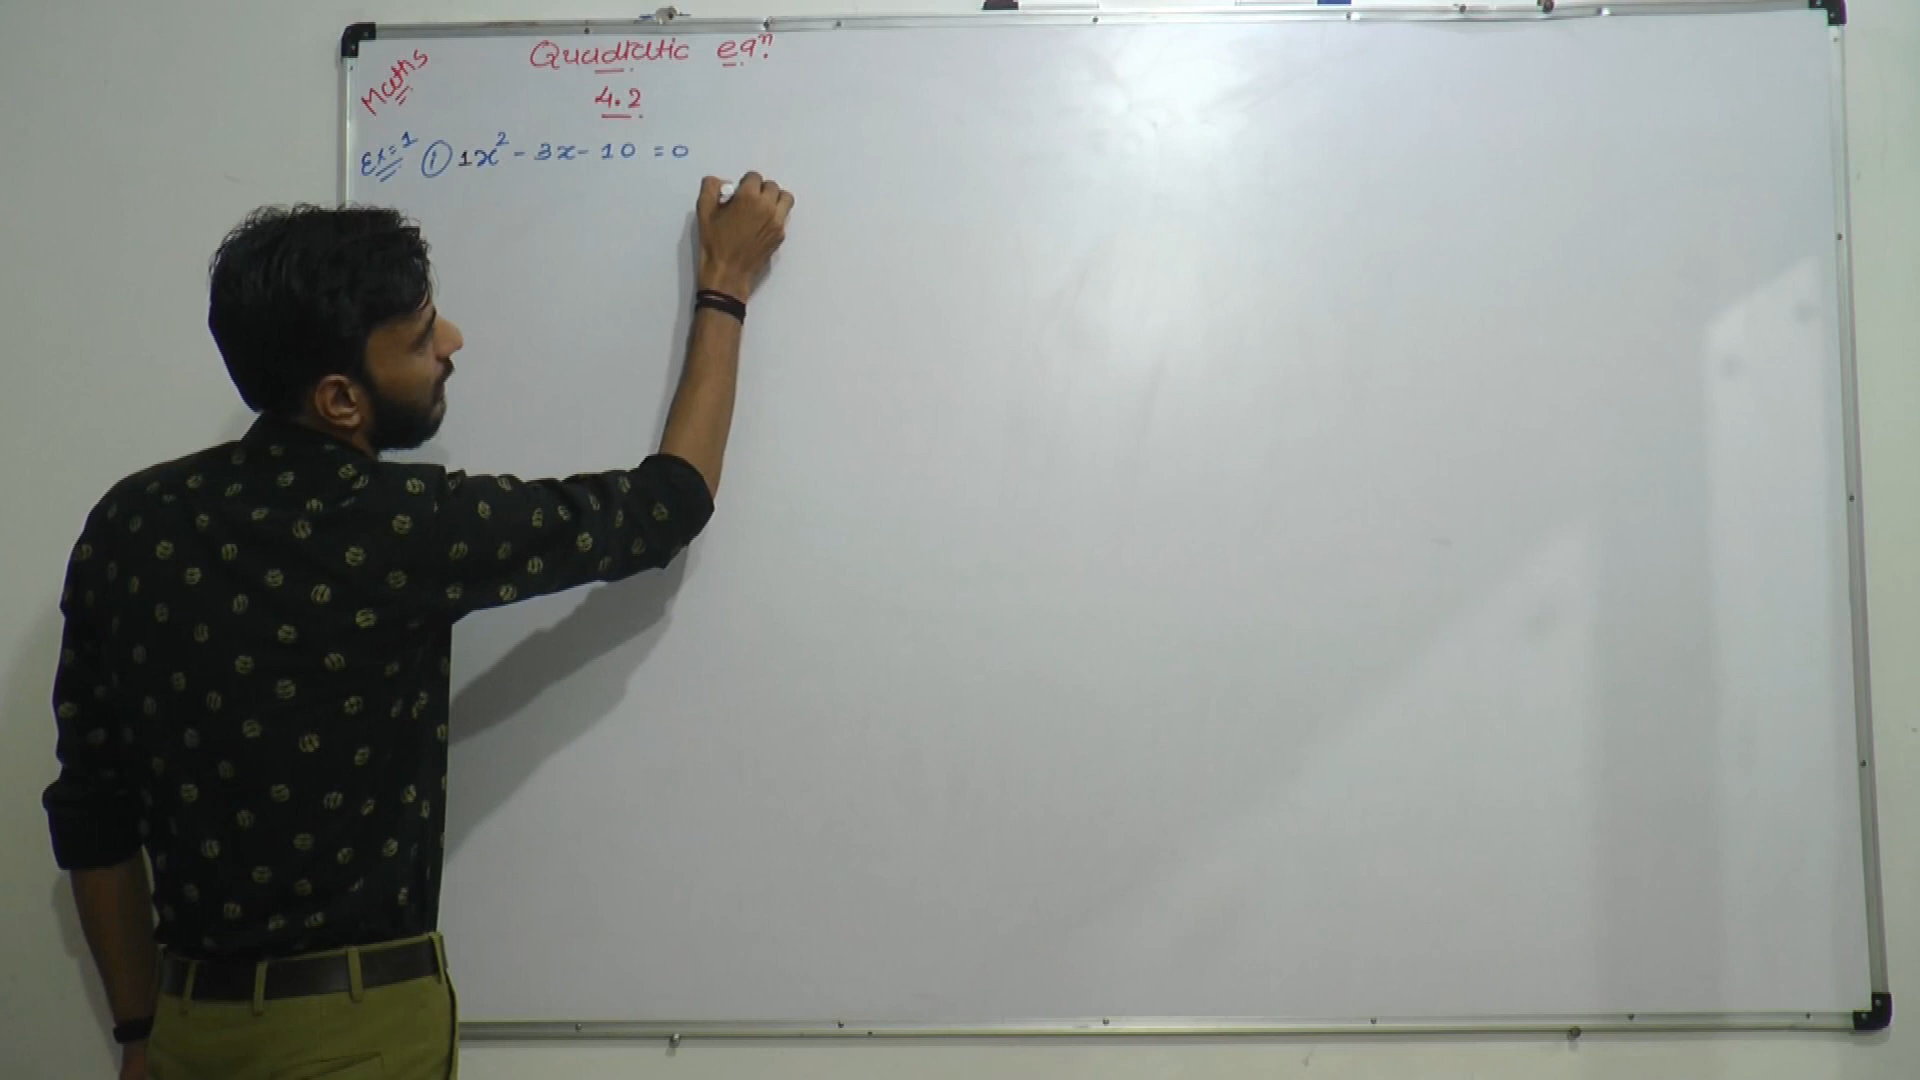 Maths
Quadratic eqn.
4.2
Ex=1 ① 1x² - 3x - 10 = 0